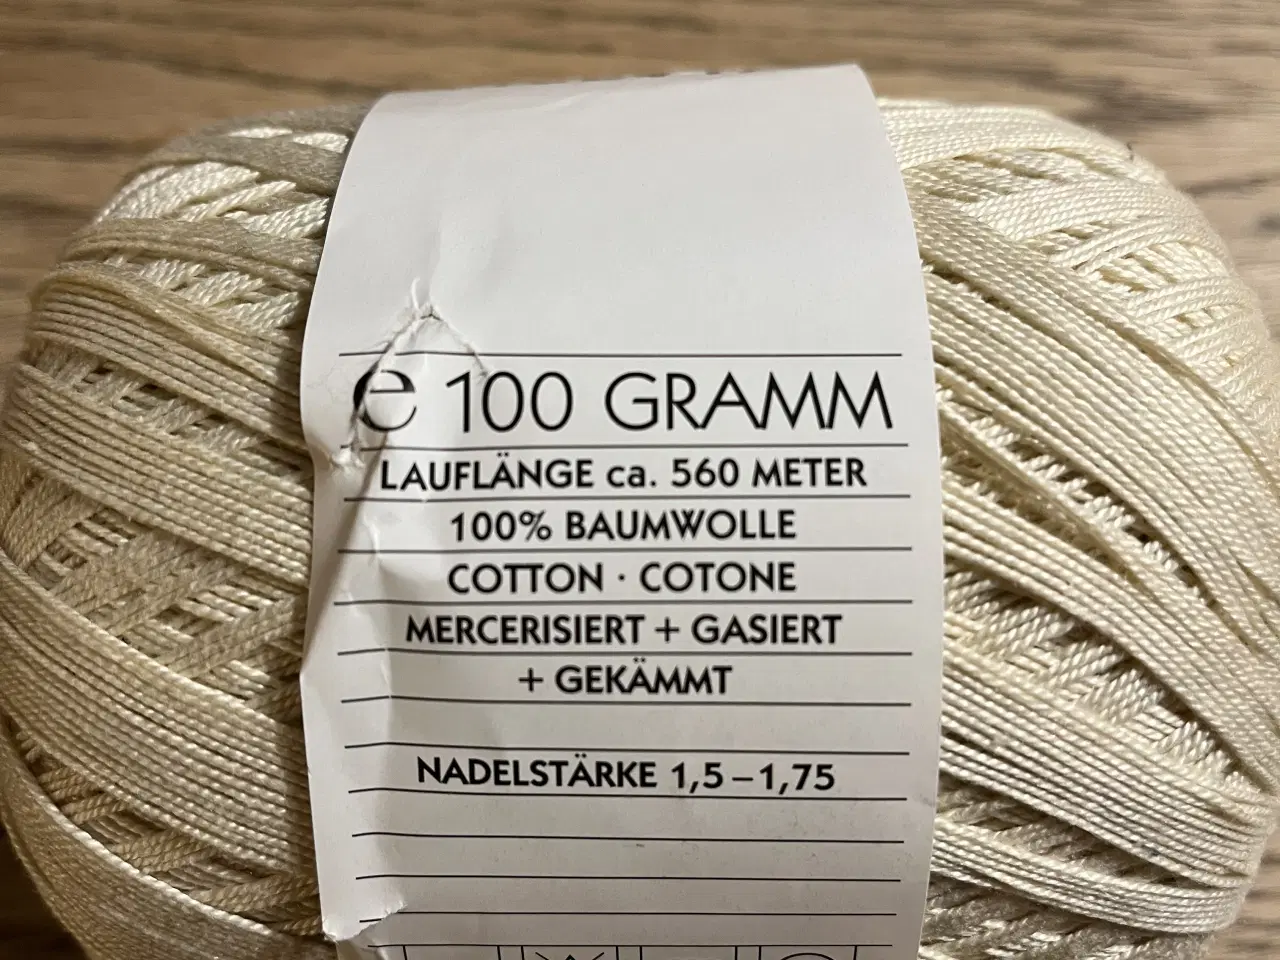 ℮ 100 GRAMM
LAUFLÄNGE ca. 560 METER
100% BAUMWOLLE
COTTON · COTONE
MERCERISIERT + GASIERT
+ GEKÄMMT
NADELSTÄRKE 1,5–1,75